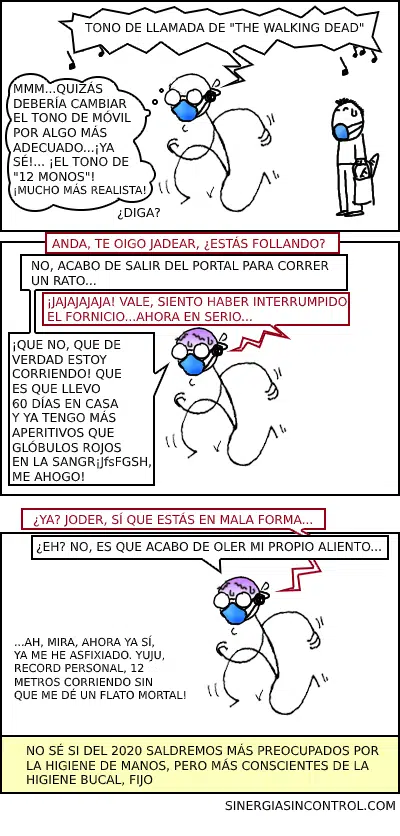 TONO DE LLAMADA DE "THE WALKING DEAD"
MMM...QUIZÁS
DEBERÍA CAMBIAR
EL TONO DE MÓVIL
POR ALGO MÁS
ADECUADO...¡YA
SÉ!... ¡EL TONO DE
"12 MONOS"!
¡MUCHO MÁS REALISTA!
¿DIGA?
ANDA, TE OIGO JADEAR, ¿ESTÁS FOLLANDO?
NO, ACABO DE SALIR DEL PORTAL PARA CORRER
UN RATO...
¡JAJAJAJAJA! VALE, SIENTO HABER INTERRUMPIDO
EL FORNICIO...AHORA EN SERIO...
¡QUE NO, QUE DE
VERDAD ESTOY
CORRIENDO! QUE
ES QUE LLEVO
60 DÍAS EN CASA
Y YA TENGO MÁS
APERITIVOS QUE
GLÓBULOS ROJOS
EN LA SANGR¡JfsFGSH,
ME AHOGO!
¿YA? JODER, SÍ QUE ESTÁS EN MALA FORMA...
¿EH? NO, ES QUE ACABO DE OLER MI PROPIO ALIENTO...
...AH, MIRA, AHORA YA SÍ,
YA ME HE ASFIXIADO. YUJU,
RECORD PERSONAL, 12
METROS CORRIENDO SIN
QUE ME DÉ UN FLATO MORTAL!
NO SÉ SI DEL 2020 SALDREMOS MÁS PREOCUPADOS POR
LA HIGIENE DE MANOS, PERO MÁS CONSCIENTES DE LA
HIGIENE BUCAL, FIJO
SINERGIASINCONTROL.COM